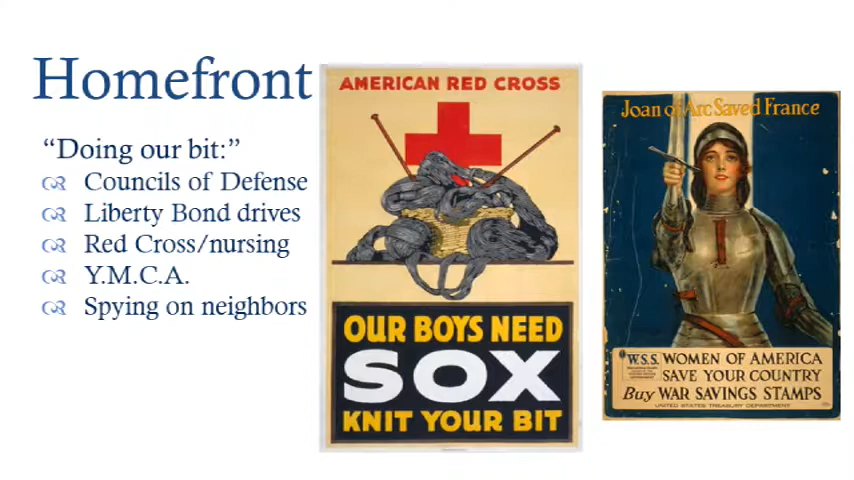 Homefront
“Doing our bit:”
Councils of Defense
Liberty Bond drives
Red Cross/nursing
Y.M.C.A.
Spying on neighbors
AMERICAN RED CROSS
OUR BOYS NEED
SOX
KNIT YOUR BIT
Joan of Arc Saved France
W.S.S.
WOMEN OF AMERICA
SAVE YOUR COUNTRY
Buy WAR SAVINGS STAMPS
UNITED STATES TREASURY DEPARTMENT